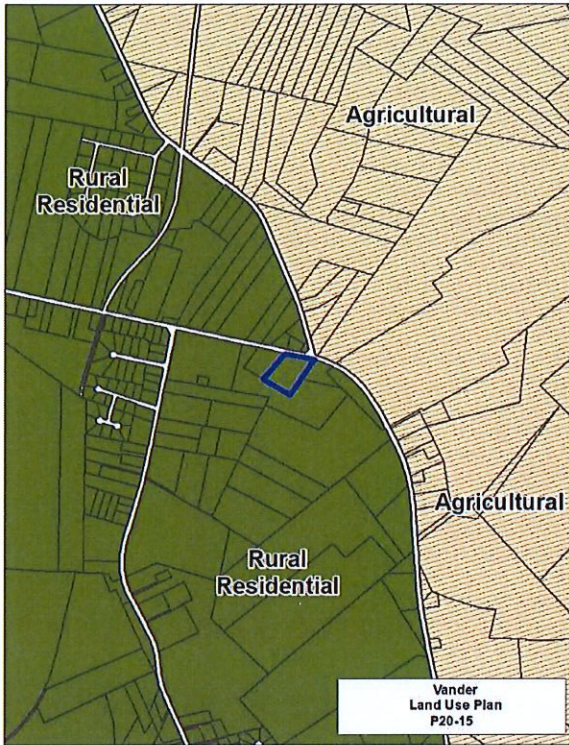 Agricultural
Rural
Residential
Agricultural
Rural
Residential
Vander
Land Use Plan
P20-15